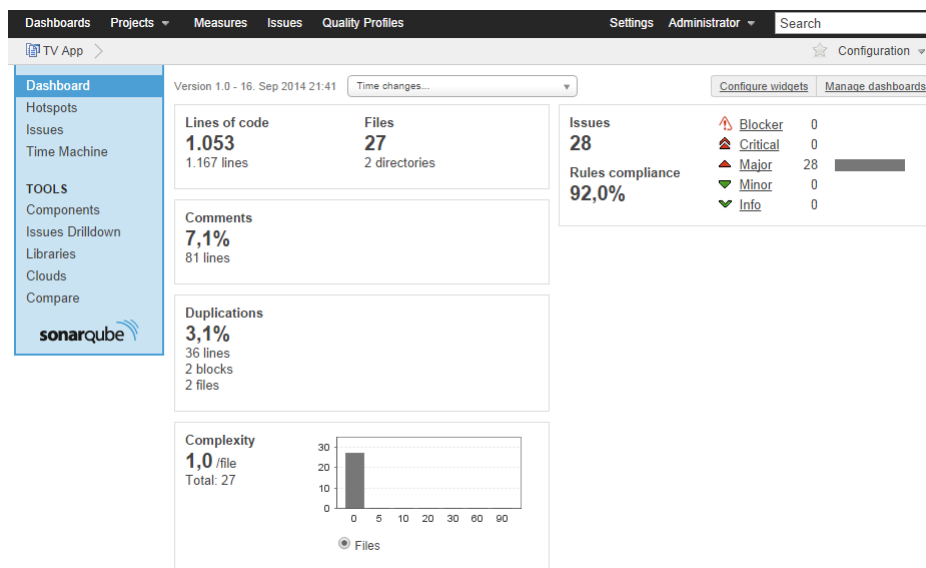 Dashboards Projects Measures Issues Quality Profiles Settings Administrator Search
TV App Configuration
Dashboard
Hotspots
Issues
Time Machine
TOOLS
Components
Issues Drilldown
Libraries
Clouds
Compare
sonarqube
Version 1.0 - 16. Sep 2014 21:41 Time changes... Configure widgets Manage dashboards
Lines of code
1.053
1.167 lines
Files
27
2 directories
Comments
7,1%
81 lines
Duplications
3,1%
36 lines
2 blocks
2 files
Complexity
1,0 /file
Total: 27
30
20
10
0
0 5 10 20 30 60 90
Files
Issues
28
Rules compliance
92,0%
Blocker 0
Critical 0
Major 28
Minor 0
Info 0